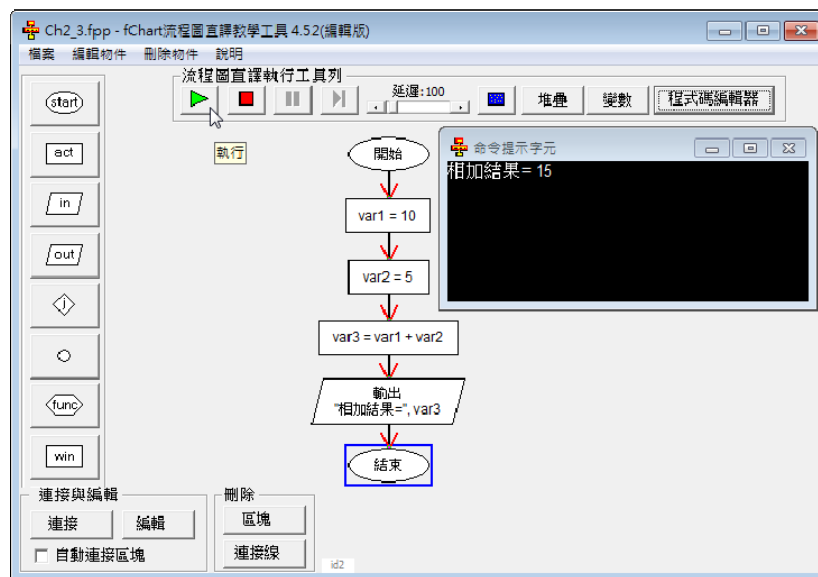 Ch2_3.fpp - fChart流程圖直譯教學工具 4.52(編輯版)
檔案 編輯物件 刪除物件 說明
流程圖直譯執行工具列
延遲:100
堆疊
變數
程式碼編輯器
執行
start
act
in
out
i
func
win
開始
var1 = 10
var2 = 5
var3 = var1 + var2
輸出
"相加結果=", var3
結束
命令提示字元
相加結果= 15
連接與編輯
連接
編輯
自動連接區塊
刪除
區塊
連接線
id2